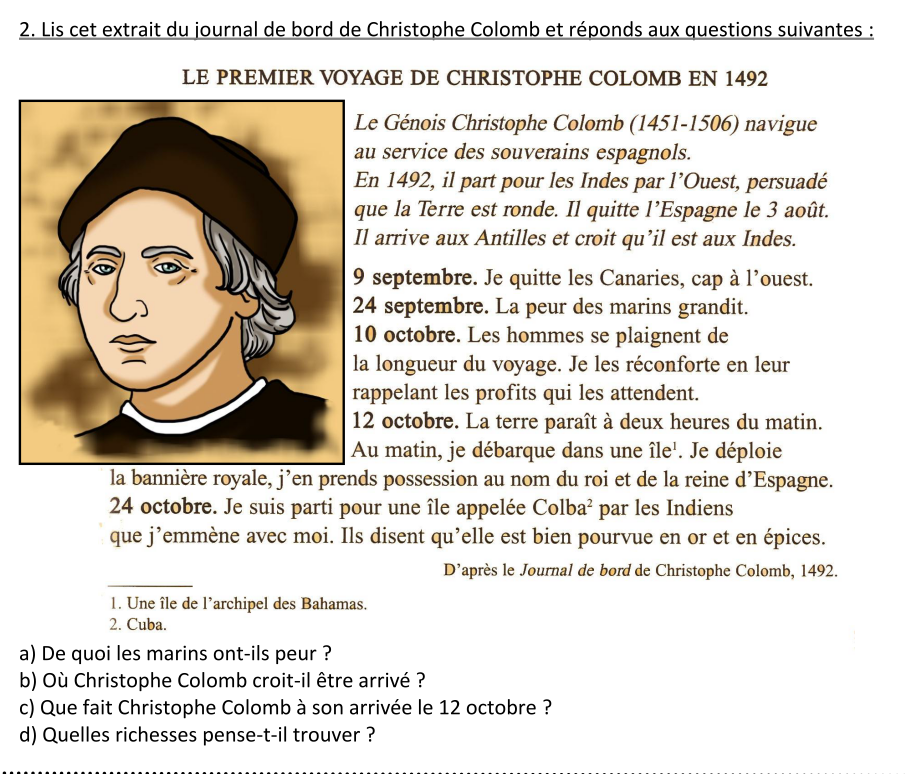 2. Lis cet extrait du journal de bord de Christophe Colomb et réponds aux questions suivantes :
LE PREMIER VOYAGE DE CHRISTOPHE COLOMB EN 1492
Le Génois Christophe Colomb (1451-1506) navigue
au service des souverains espagnols.
En 1492, il part pour les Indes par l'Ouest, persuadé
que la Terre est ronde. Il quitte l'Espagne le 3 août.
Il arrive aux Antilles et croit qu'il est aux Indes.
9 septembre. Je quitte les Canaries, cap à l'ouest.
24 septembre. La peur des marins grandit.
10 octobre. Les hommes se plaignent de
la longueur du voyage. Je les réconforte en leur
rappelant les profits qui les attendent.
12 octobre. La terre paraît à deux heures du matin.
Au matin, je débarque dans une île¹. Je déploie
la bannière royale, j'en prends possession au nom du roi et de la reine d'Espagne.
24 octobre. Je suis parti pour une île appelée Colba² par les Indiens
que j'emmène avec moi. Ils disent qu'elle est bien pourvue en or et en épices.
D'après le Journal de bord de Christophe Colomb, 1492.
1. Une île de l'archipel des Bahamas.
2. Cuba.
a) De quoi les marins ont-ils peur ?
b) Où Christophe Colomb croit-il être arrivé ?
c) Que fait Christophe Colomb à son arrivée le 12 octobre ?
d) Quelles richesses pense-t-il trouver ?